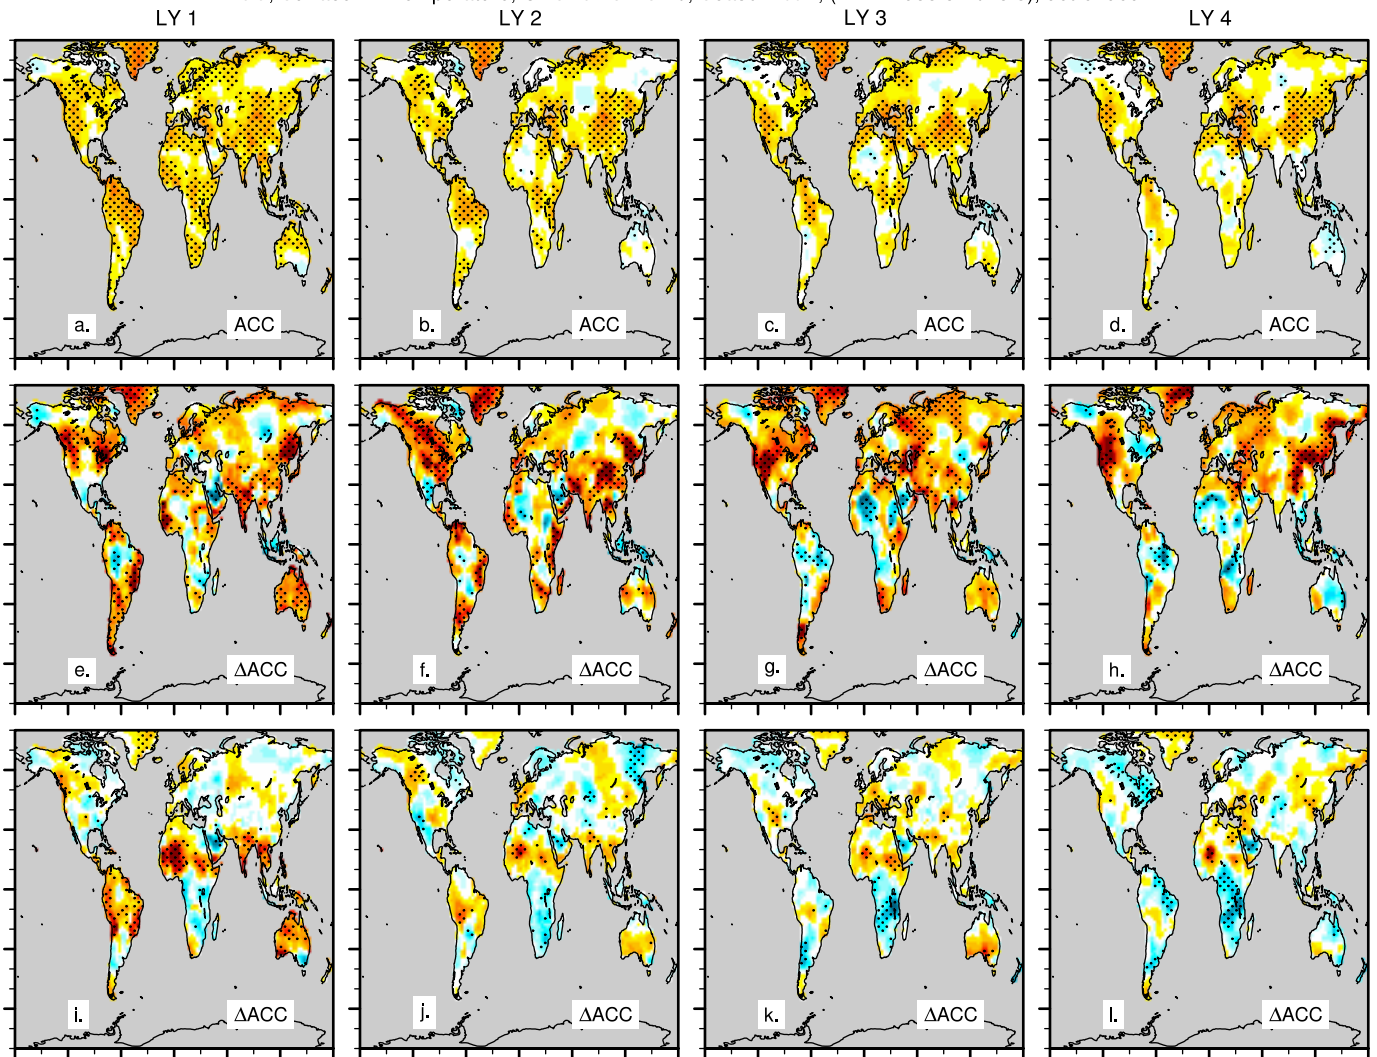 LY 1 LY 2 LY 3 LY 4
a. ACC b. ACC c. ACC d. ACC
e. ΔACC f. ΔACC g. ΔACC h. ΔACC
i. ΔACC j. ΔACC k. ΔACC l. ΔACC